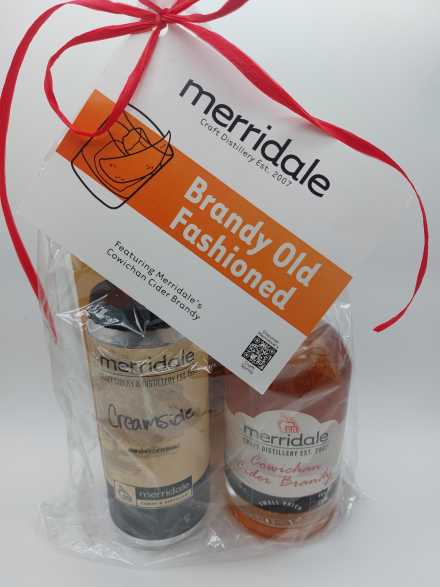 merridale
Craft Distillery Est. 2007
Brandy Old
Fashioned
Featuring Merridale's
Cowichan Cider Brandy
merridale
Creamside
merridale
merridale
CRAFT DISTILLERY EST. 2007
Cowichan
Cider Brandy
SMALL BATCH